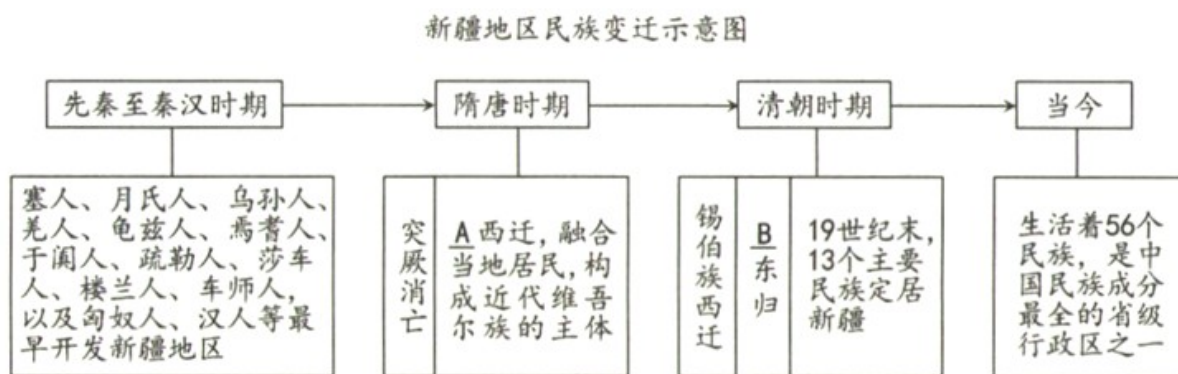 新疆地区民族变迁示意图
先秦至秦汉时期
隋唐时期
清朝时期
当今
塞人、月氏人、乌孙人、
羌人、龟兹人、焉耆人、
于阗人、疏勒人、莎车
人、楼兰人、车师人，
以及匈奴人、汉人等最
早开发新疆地区
突厥消亡
A西迁，融合
当地居民，构
成近代维吾
尔族的主体
锡伯族西迁
B东归
19世纪末，
13个主要
民族定居
新疆
生活着56个
民族，是中
国民族成分
最全的省级
行政区之一